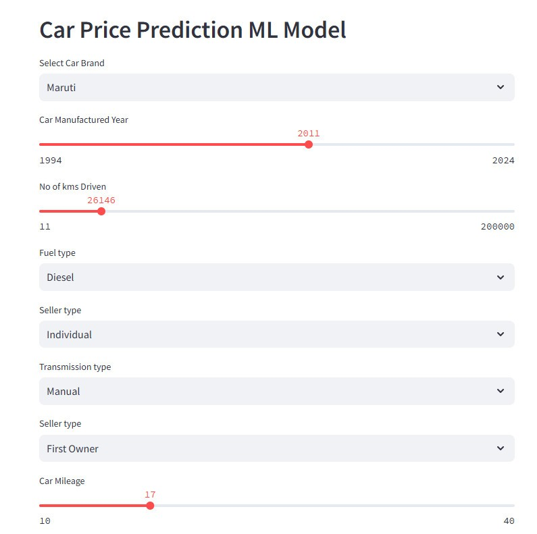 Car Price Prediction ML Model
Select Car Brand
Maruti
Car Manufactured Year
2011
1994 2024
No of kms Driven
26146
11 200000
Fuel type
Diesel
Seller type
Individual
Transmission type
Manual
Seller type
First Owner
Car Mileage
17
10 40